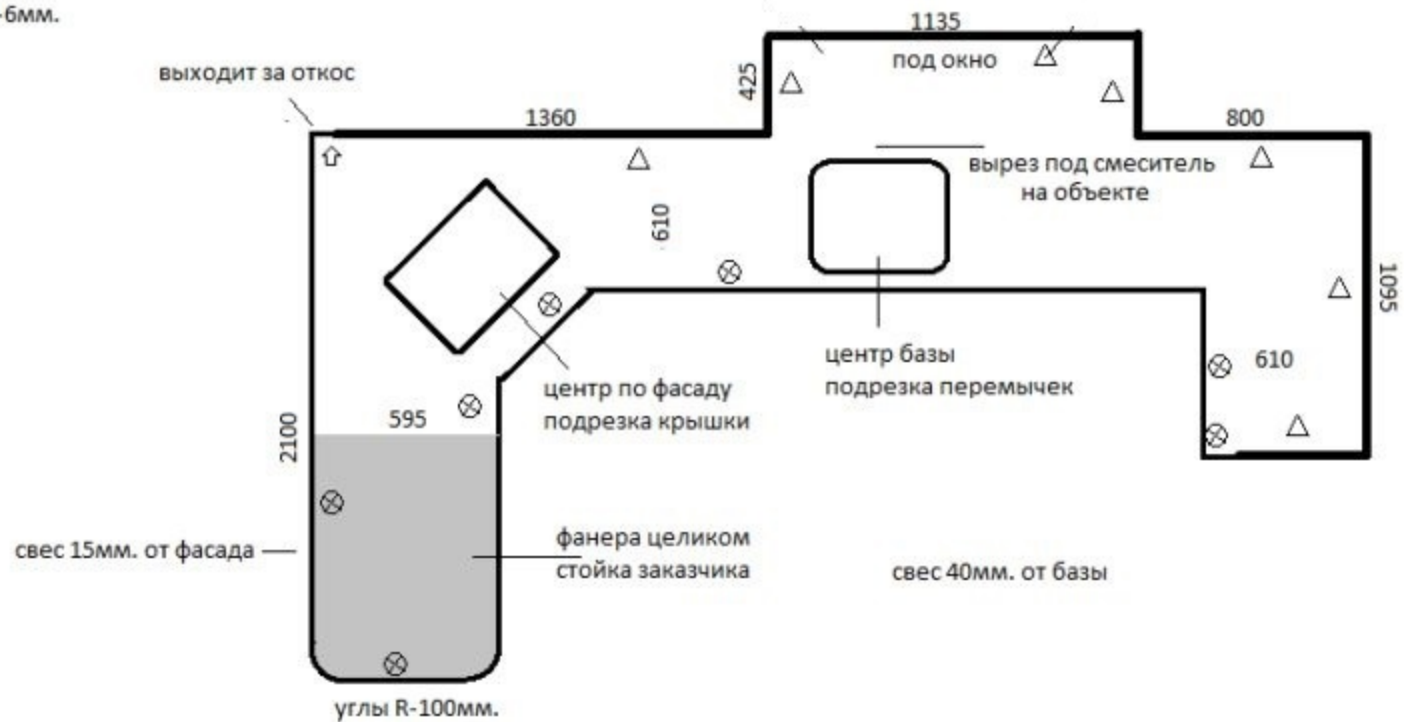 -6мм.
1135
выходит за откос
под окно
425
1360
800
вырез под смеситель
на объекте
610
1095
центр базы
подрезка перемычек
610
центр по фасаду
подрезка крышки
595
2100
фанера целиком
стойка заказчика
свес 15мм. от фасада
свес 40мм. от базы
углы R-100мм.